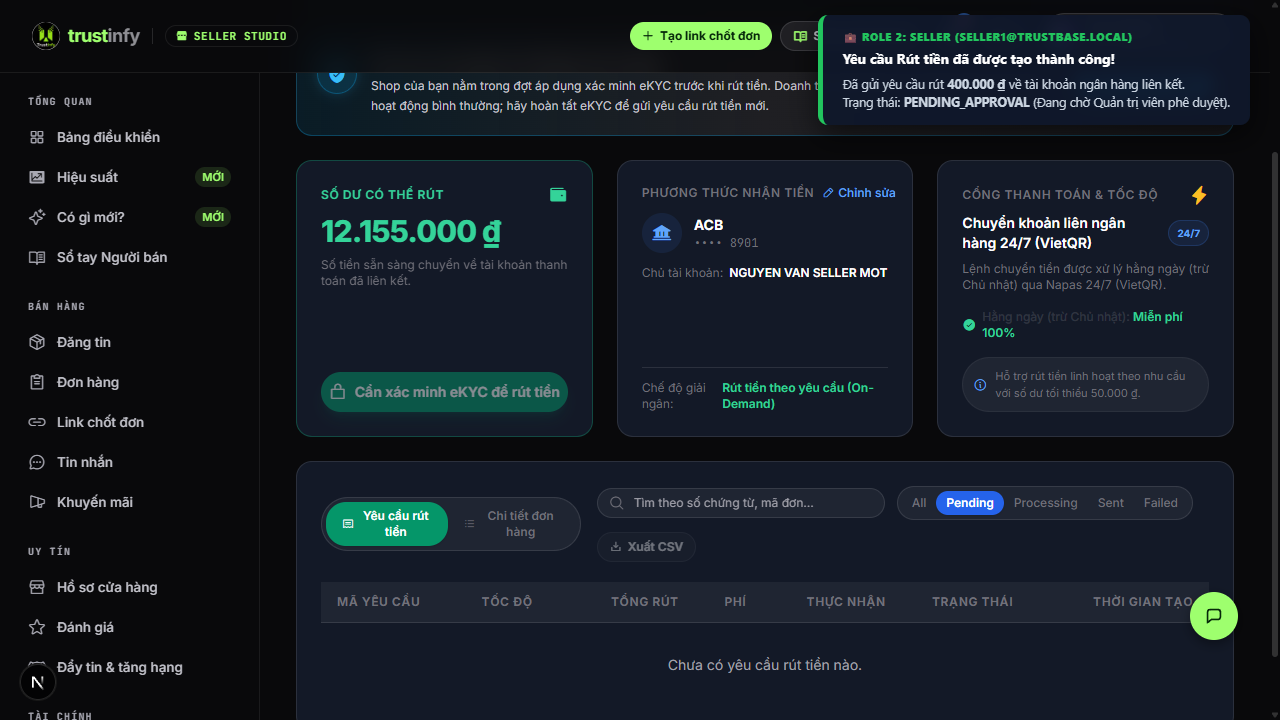 trustinfy
SELLER STUDIO
Tạo link chốt đơn
S
ROLE 2: SELLER (SELLER1@TRUSTBASE.LOCAL)
Yêu cầu Rút tiền đã được tạo thành công!
Đã gửi yêu cầu rút 400.000 ₫ về tài khoản ngân hàng liên kết.
Trạng thái: PENDING_APPROVAL (Đang chờ Quản trị viên phê duyệt).
TỔNG QUAN
Bảng điều khiển
Hiệu suất
MỚI
Có gì mới?
MỚI
Sổ tay Người bán
BÁN HÀNG
Đăng tin
Đơn hàng
Link chốt đơn
Tin nhắn
Khuyến mãi
UY TÍN
Hồ sơ cửa hàng
Đánh giá
Đẩy tin & tăng hạng
TÀI CHÍNH
Shop của bạn nằm trong đợt áp dụng xác minh eKYC trước khi rút tiền. Doanh t
hoạt động bình thường; hãy hoàn tất eKYC để gửi yêu cầu rút tiền mới.
SỐ DƯ CÓ THỂ RÚT
12.155.000 ₫
Số tiền sẵn sàng chuyển về tài khoản thanh
toán đã liên kết.
Cần xác minh eKYC để rút tiền
PHƯƠNG THỨC NHẬN TIỀN
Chỉnh sửa
ACB
•••• 8901
Chủ tài khoản: NGUYEN VAN SELLER MOT
Chế độ giải
ngân:
Rút tiền theo yêu cầu (On-
Demand)
CỔNG THANH TOÁN & TỐC ĐỘ
Chuyển khoản liên ngân
hàng 24/7 (VietQR)
24/7
Lệnh chuyển tiền được xử lý hằng ngày (trừ
Chủ nhật) qua Napas 24/7 (VietQR).
Hằng ngày (trừ Chủ nhật): Miễn phí
100%
Hỗ trợ rút tiền linh hoạt theo nhu cầu
với số dư tối thiểu 50.000 ₫.
Yêu cầu rút
tiền
Chi tiết đơn
hàng
Tìm theo số chứng từ, mã đơn...
All
Pending
Processing
Sent
Failed
Xuất CSV
MÃ YÊU CẦU
TỐC ĐỘ
TỔNG RÚT
PHÍ
THỰC NHẬN
TRẠNG THÁI
THỜI GIAN TẠO
Chưa có yêu cầu rút tiền nào.
N